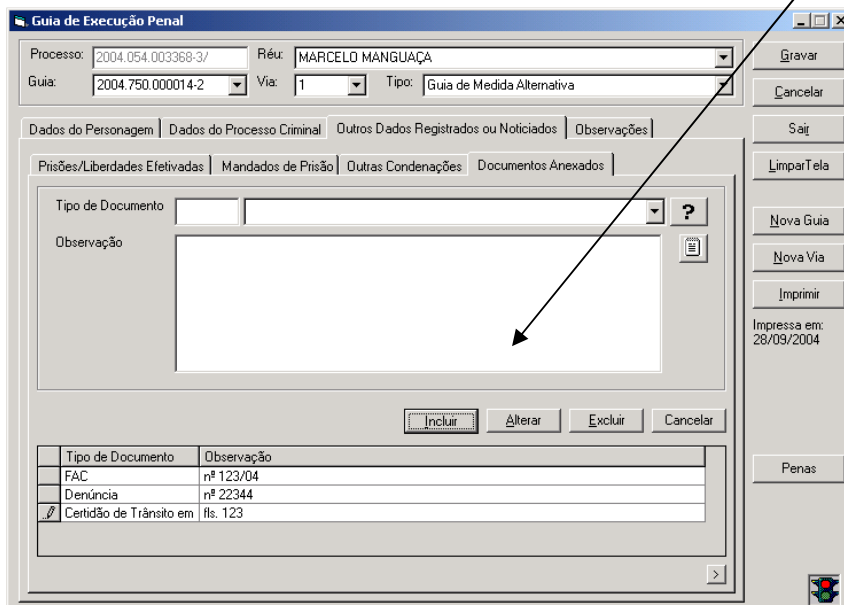 Guia de Execução Penal
Processo: 2004.054.003368-3/ Réu: MARCELO MANGUAÇA
Guia: 2004.750.000014-2 Via: 1 Tipo: Guia de Medida Alternativa
Gravar
Cancelar
Sair
LimparTela
Nova Guia
Nova Via
Imprimir
Impressa em:
28/09/2004
Penas
Dados do Personagem Dados do Processo Criminal Outros Dados Registrados ou Noticiados Observações
Prisões/Liberdades Efetivadas Mandados de Prisão Outras Condenações Documentos Anexados
Tipo de Documento ?
Observação
Incluir Alterar Excluir Cancelar
Tipo de Documento Observação
FAC nº 123/04
Denúncia nº 22344
Certidão de Trânsito em fls. 123
>